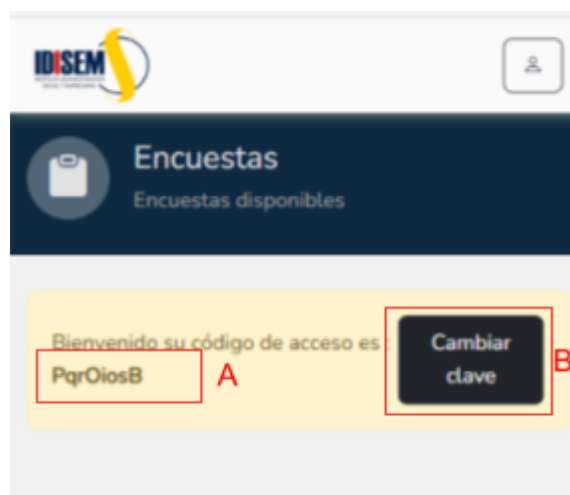 IDISEM
Encuestas
Encuestas disponibles
Bienvenido su código de acceso es :
PqrOiosB
A
Cambiar
clave
B